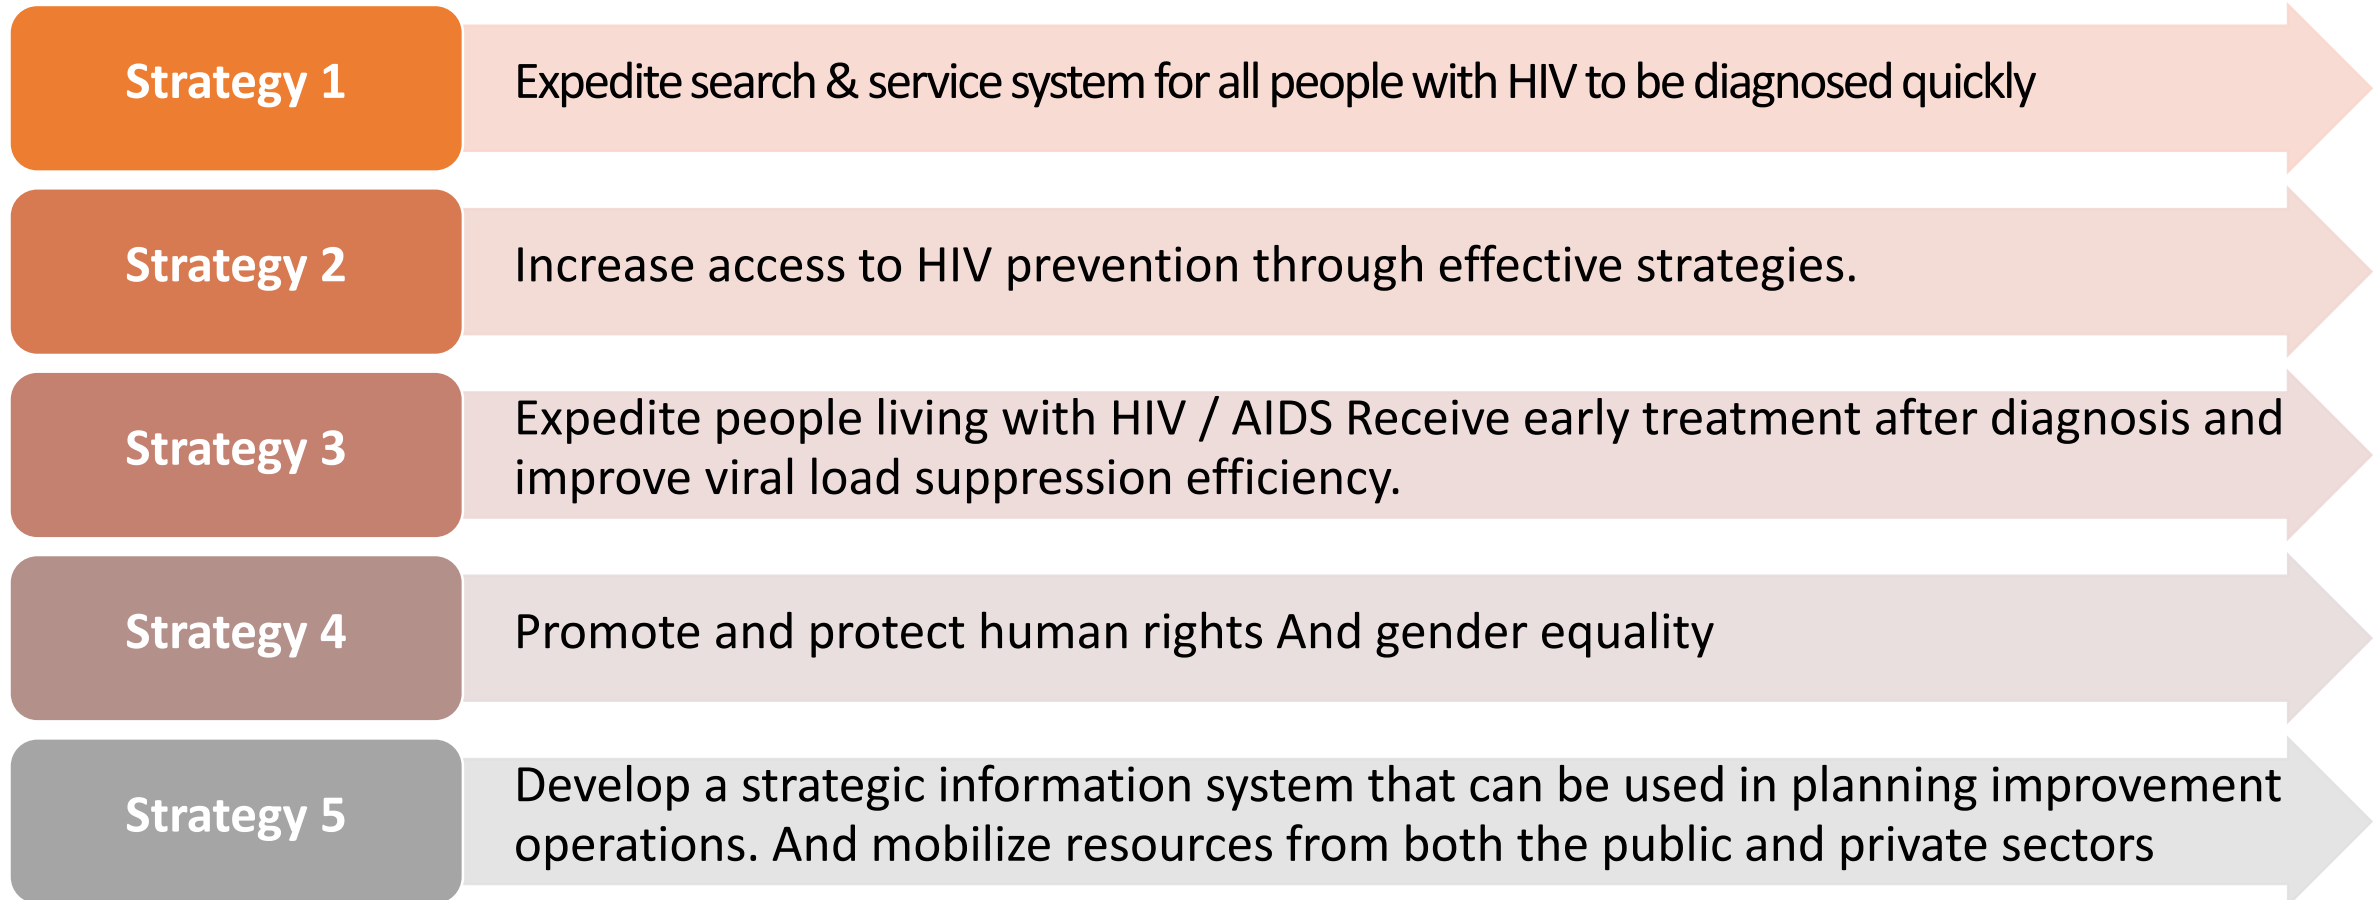 Strategy 1
Expedite search & service system for all people with HIV to be diagnosed quickly
Strategy 2
Increase access to HIV prevention through effective strategies.
Strategy 3
Expedite people living with HIV / AIDS Receive early treatment after diagnosis and
improve viral load suppression efficiency.
Strategy 4
Promote and protect human rights And gender equality
Strategy 5
Develop a strategic information system that can be used in planning improvement
operations. And mobilize resources from both the public and private sectors